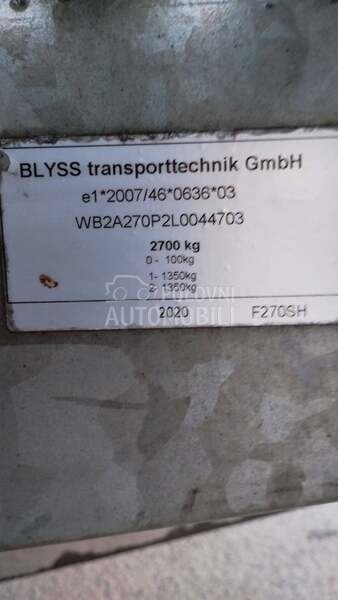 BLYSS transporttechnik GmbH
e1*2007/46*0636*03
WB2A270P2L0044703
2700 kg
0 - 100kg
1- 1350kg
2- 1350kg
POLOVNI
AUTOMOBILI
2020 F270SH